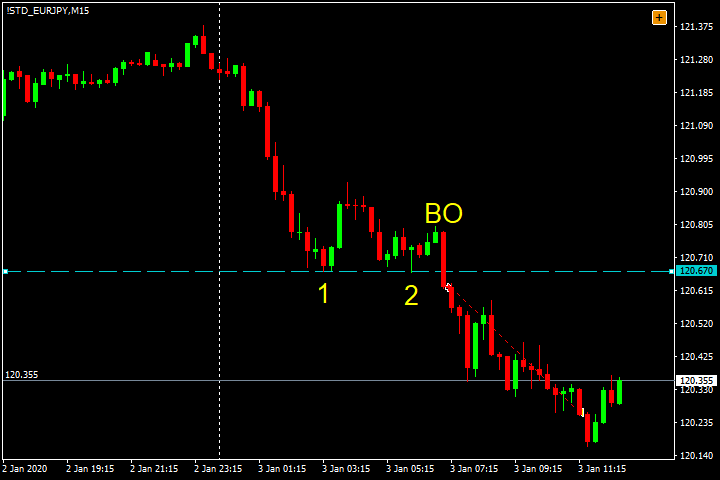 !STD_EURJPY,M15
121.375
121.280
121.185
121.090
120.995
120.900
120.805
BO
120.710
120.670
120.615
1
2
120.520
120.425
120.355
120.355
120.235
120.140
2 Jan 2020
2 Jan 19:15
2 Jan 21:15
2 Jan 23:15
3 Jan 01:15
3 Jan 03:15
3 Jan 05:15
3 Jan 07:15
3 Jan 09:15
3 Jan 11:15